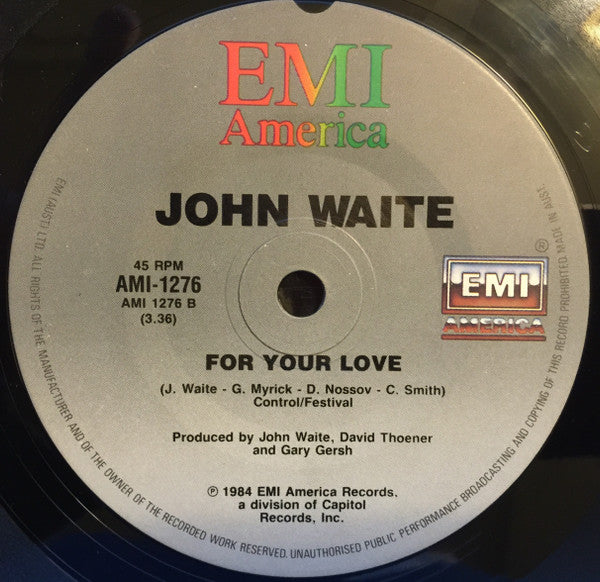 EMI
America
JOHN WAITE
45 RPM
AMI-1276
AMI 1276 B
(3.36)
EMI
AMERICA
®
FOR YOUR LOVE
(J. Waite - G. Myrick - D. Nossov - C. Smith)
Control/Festival
Produced by John Waite, David Thoener
and Gary Gersh
℗ 1984 EMI America Records,
a division of Capitol
Records, Inc.
EMI (AUST.) LTD. ALL RIGHTS OF THE MANUFACTURER AND OF THE OWNER OF THE RECORDED WORK RESERVED. UNAUTHORISED PUBLIC PERFORMANCE BROADCASTING AND COPYING OF THIS RECORD PROHIBITED. MADE IN AUST.